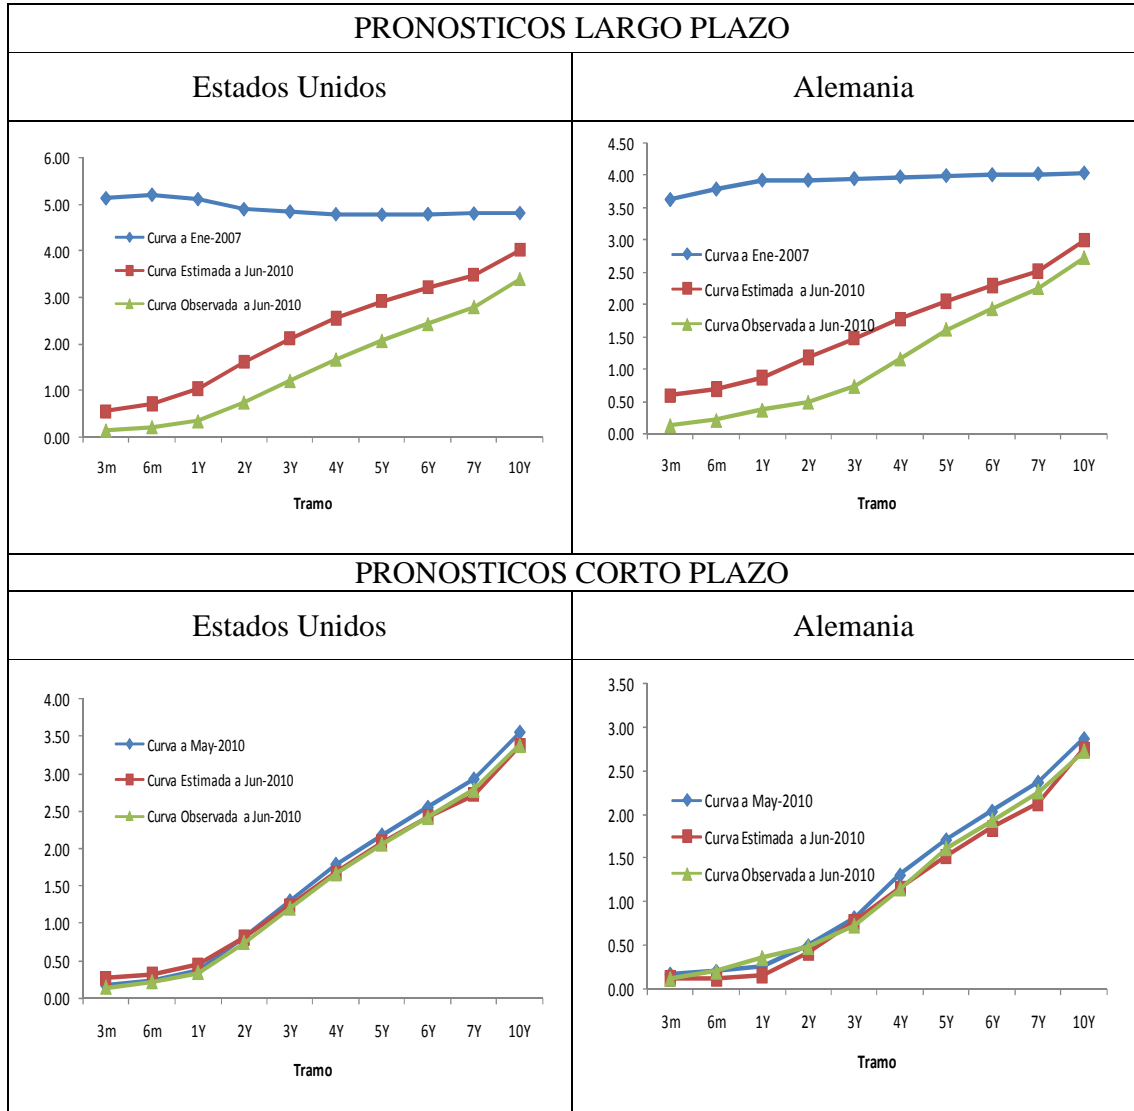 PRONOSTICOS LARGO PLAZO
Estados Unidos
Alemania
6.00
5.00
4.00
3.00
2.00
1.00
0.00
Curva a Ene-2007
Curva Estimada a Jun-2010
Curva Observada a Jun-2010
3m 6m 1Y 2Y 3Y 4Y 5Y 6Y 7Y 10Y
Tramo
4.50
4.00
3.50
3.00
2.50
2.00
1.50
1.00
0.50
0.00
Curva a Ene-2007
Curva Estimada a Jun-2010
Curva Observada a Jun-2010
3m 6m 1Y 2Y 3Y 4Y 5Y 6Y 7Y 10Y
Tramo
PRONOSTICOS CORTO PLAZO
Estados Unidos
Alemania
4.00
3.50
3.00
2.50
2.00
1.50
1.00
0.50
0.00
Curva a May-2010
Curva Estimada a Jun-2010
Curva Observada a Jun-2010
3m 6m 1Y 2Y 3Y 4Y 5Y 6Y 7Y 10Y
Tramo
3.50
3.00
2.50
2.00
1.50
1.00
0.50
0.00
Curva a May-2010
Curva Estimada a Jun-2010
Curva Observada a Jun-2010
3m 6m 1Y 2Y 3Y 4Y 5Y 6Y 7Y 10Y
Tramo